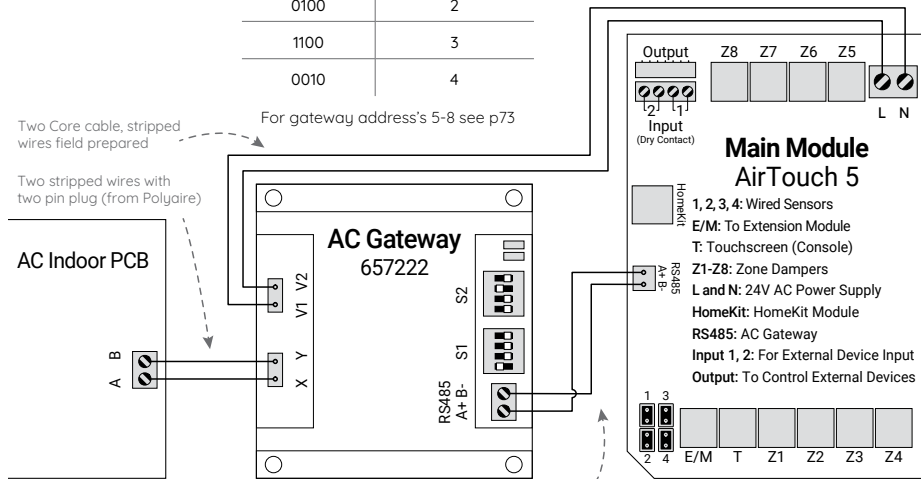 0100 2
1100 3
0010 4
For gateway address's 5-8 see p73
Two Core cable, stripped
wires field prepared
Two stripped wires with
two pin plug (from Polyaire)
AC Indoor PCB
B
A
AC Gateway
657222
V2
V1
Y
X
S2
S1
RS485
A+ B-
Output
Z8 Z7 Z6 Z5
2 1
Input
(Dry Contact)
L N
Main Module
AirTouch 5
HomeKit
RS485
A+ B-
1, 2, 3, 4: Wired Sensors
E/M: To Extension Module
T: Touchscreen (Console)
Z1-Z8: Zone Dampers
L and N: 24V AC Power Supply
HomeKit: HomeKit Module
RS485: AC Gateway
Input 1, 2: For External Device Input
Output: To Control External Devices
1 3
2 4
E/M T Z1 Z2 Z3 Z4